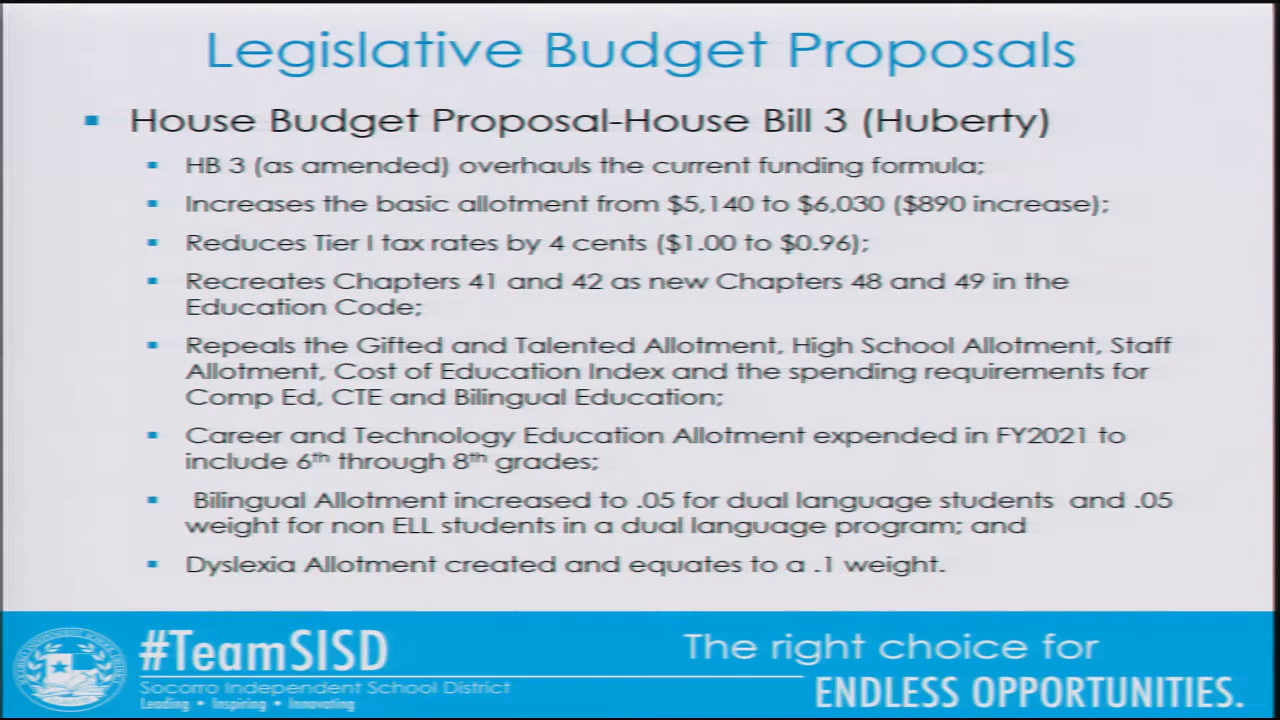 Legislative Budget Proposals
▪ House Budget Proposal-House Bill 3 (Huberty)
▪ HB 3 (as amended) overhauls the current funding formula;
▪ Increases the basic allotment from $5,140 to $6,030 ($890 increase);
▪ Reduces Tier I tax rates by 4 cents ($1.00 to $0.96);
▪ Recreates Chapters 41 and 42 as new Chapters 48 and 49 in the
Education Code;
▪ Repeals the Gifted and Talented Allotment, High School Allotment, Staff
Allotment, Cost of Education Index and the spending requirements for
Comp Ed, CTE and Bilingual Education;
▪ Career and Technology Education Allotment expended in FY2021 to
include 6th through 8th grades;
▪ Bilingual Allotment increased to .05 for dual language students and .05
weight for non ELL students in a dual language program; and
▪ Dyslexia Allotment created and equates to a .1 weight.
#TeamSISD
Socorro Independent School District
Leading • Inspiring • Innovating
The right choice for
ENDLESS OPPORTUNITIES.